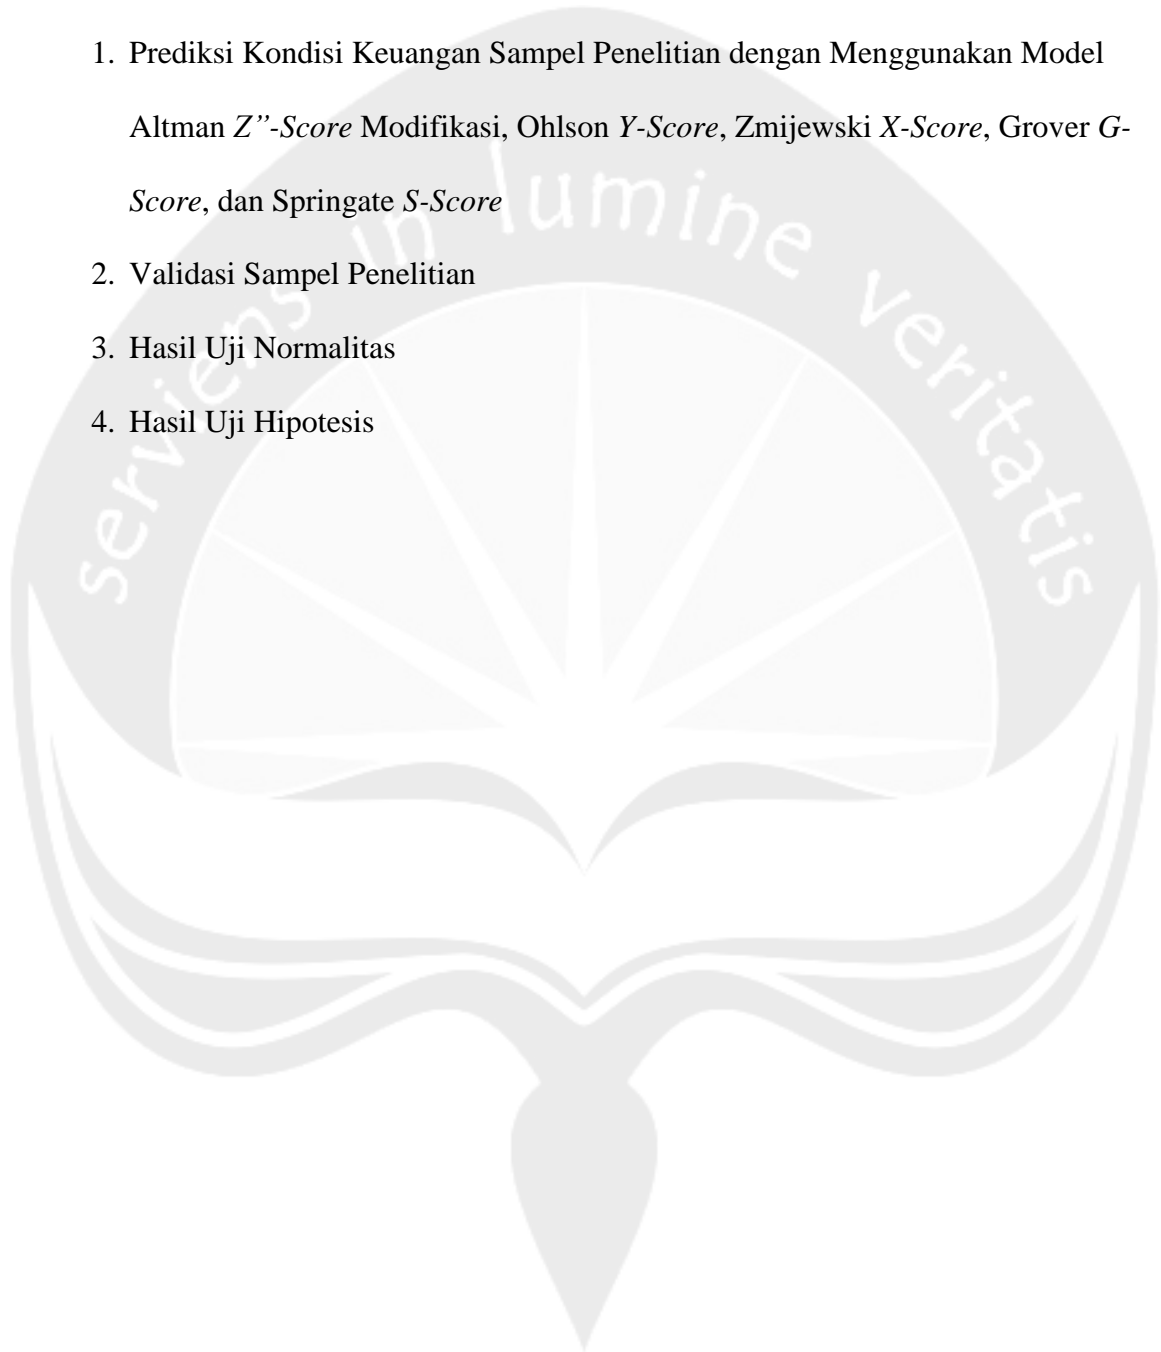 1. Prediksi Kondisi Keuangan Sampel Penelitian dengan Menggunakan Model
Altman Z”-Score Modifikasi, Ohlson Y-Score, Zmijewski X-Score, Grover G-
Score, dan Springate S-Score
2. Validasi Sampel Penelitian
3. Hasil Uji Normalitas
4. Hasil Uji Hipotesis
serviens in lumine veritatis